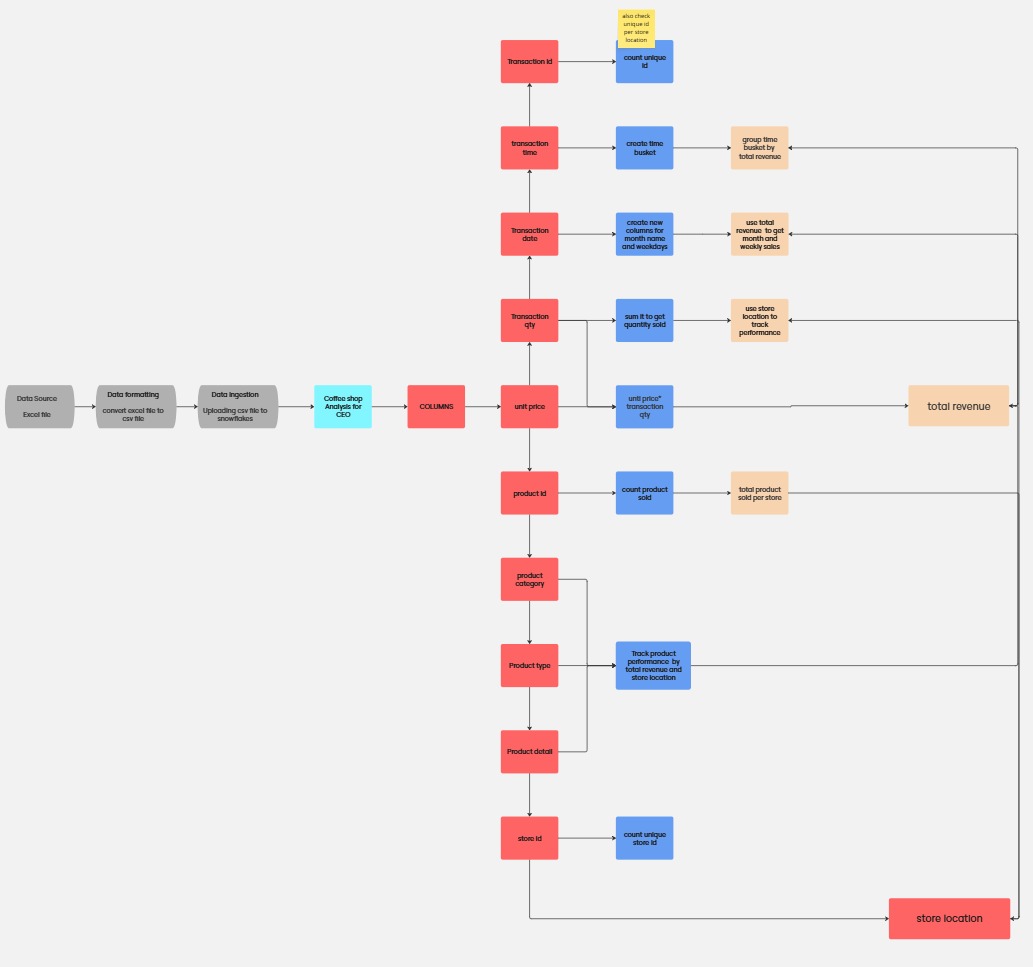 also check
unique id
per store
location
Transaction id
count unique
id
transaction
time
create time
busket
group time
busket by
total revenue
Transaction
date
create new
columns for
month name
and weekdays
use total
revenue to get
month and
weekly sales
Transaction
qty
sum it to get
quantity sold
use store
location to
track
performance
Data Source
Excel file
Data formatting
convert excel file to
csv file
Data ingestion
Uploading csv file to
snowflakes
Coffee shop
Analysis for
CEO
COLUMNS
unit price
unti price*
transaction
qty
total revenue
product id
count product
sold
total product
sold per store
product
category
Product type
Track product
performance by
total revenue and
store location
Product detail
store id
count unique
store id
store location